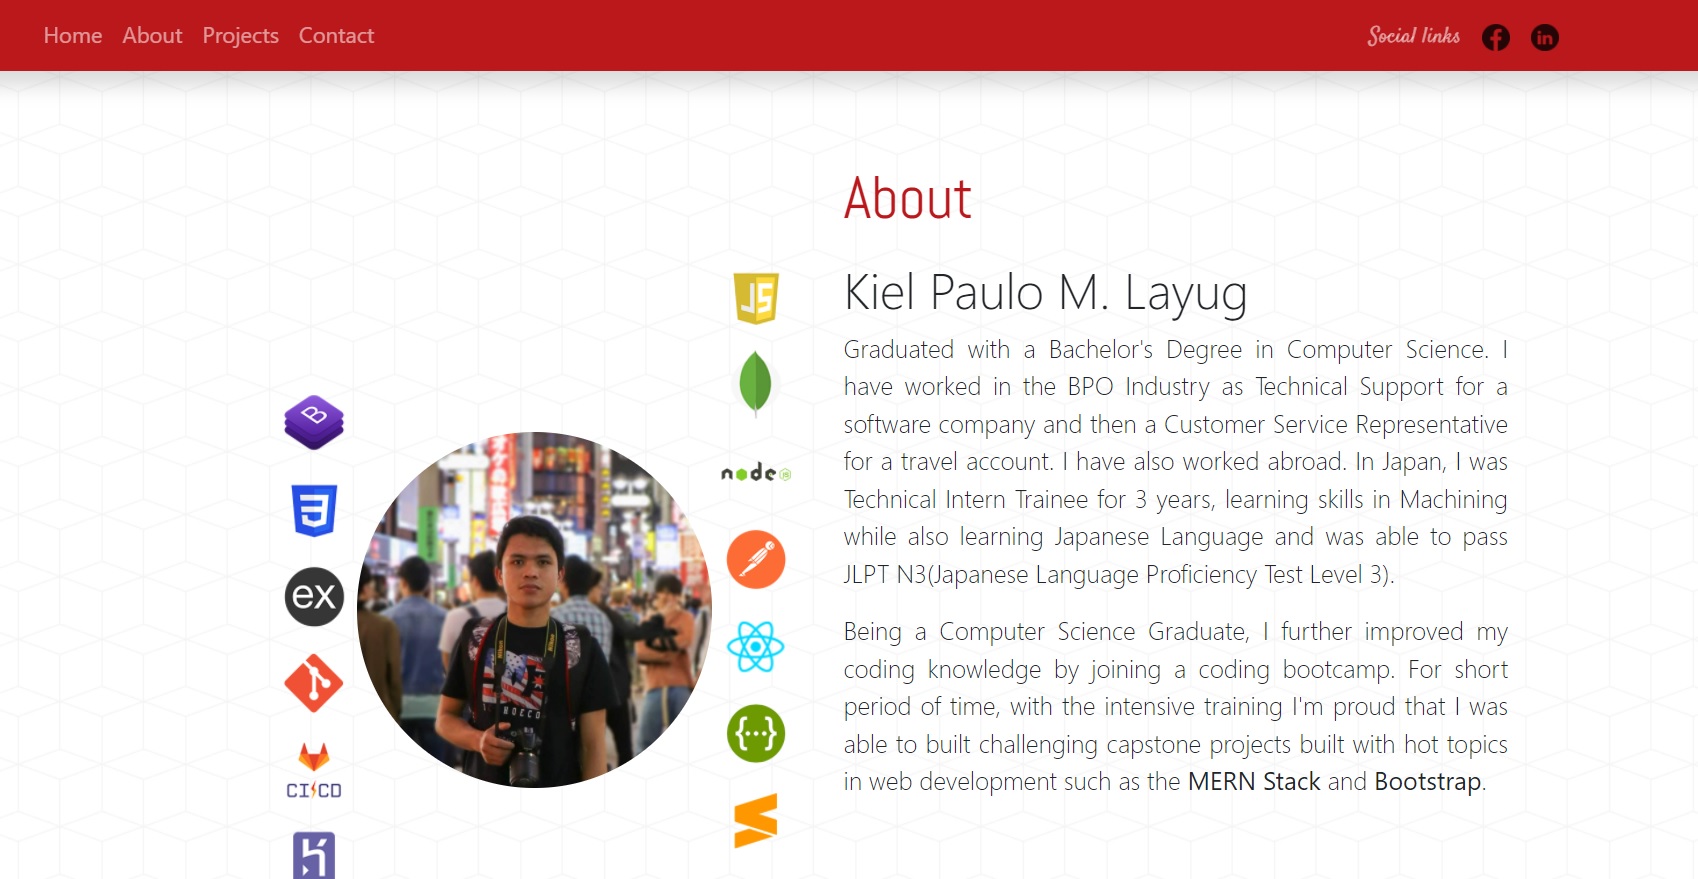 Home About Projects Contact Social links
About
JS
Kiel Paulo M. Layug
Graduated with a Bachelor's Degree in Computer Science. I
have worked in the BPO Industry as Technical Support for a
software company and then a Customer Service Representative
for a travel account. I have also worked abroad. In Japan, I was
Technical Intern Trainee for 3 years, learning skills in Machining
while also learning Japanese Language and was able to pass
JLPT N3(Japanese Language Proficiency Test Level 3).
Being a Computer Science Graduate, I further improved my
coding knowledge by joining a coding bootcamp. For short
period of time, with the intensive training I'm proud that I was
able to built challenging capstone projects built with hot topics
in web development such as the MERN Stack and Bootstrap.
B
3
ex
CI/CD
node
JS
{...}